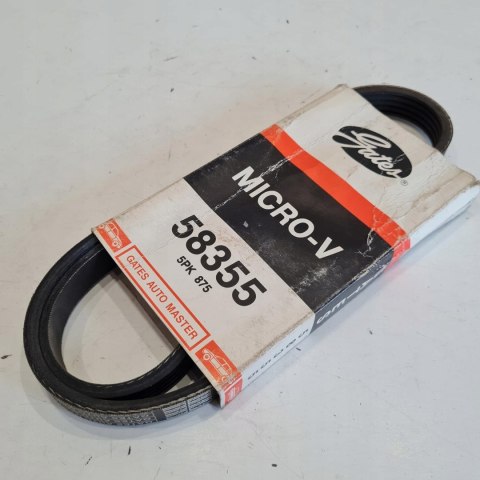 Gates®
MICRO-V
58355
5PK 875
GATES AUTO MASTER